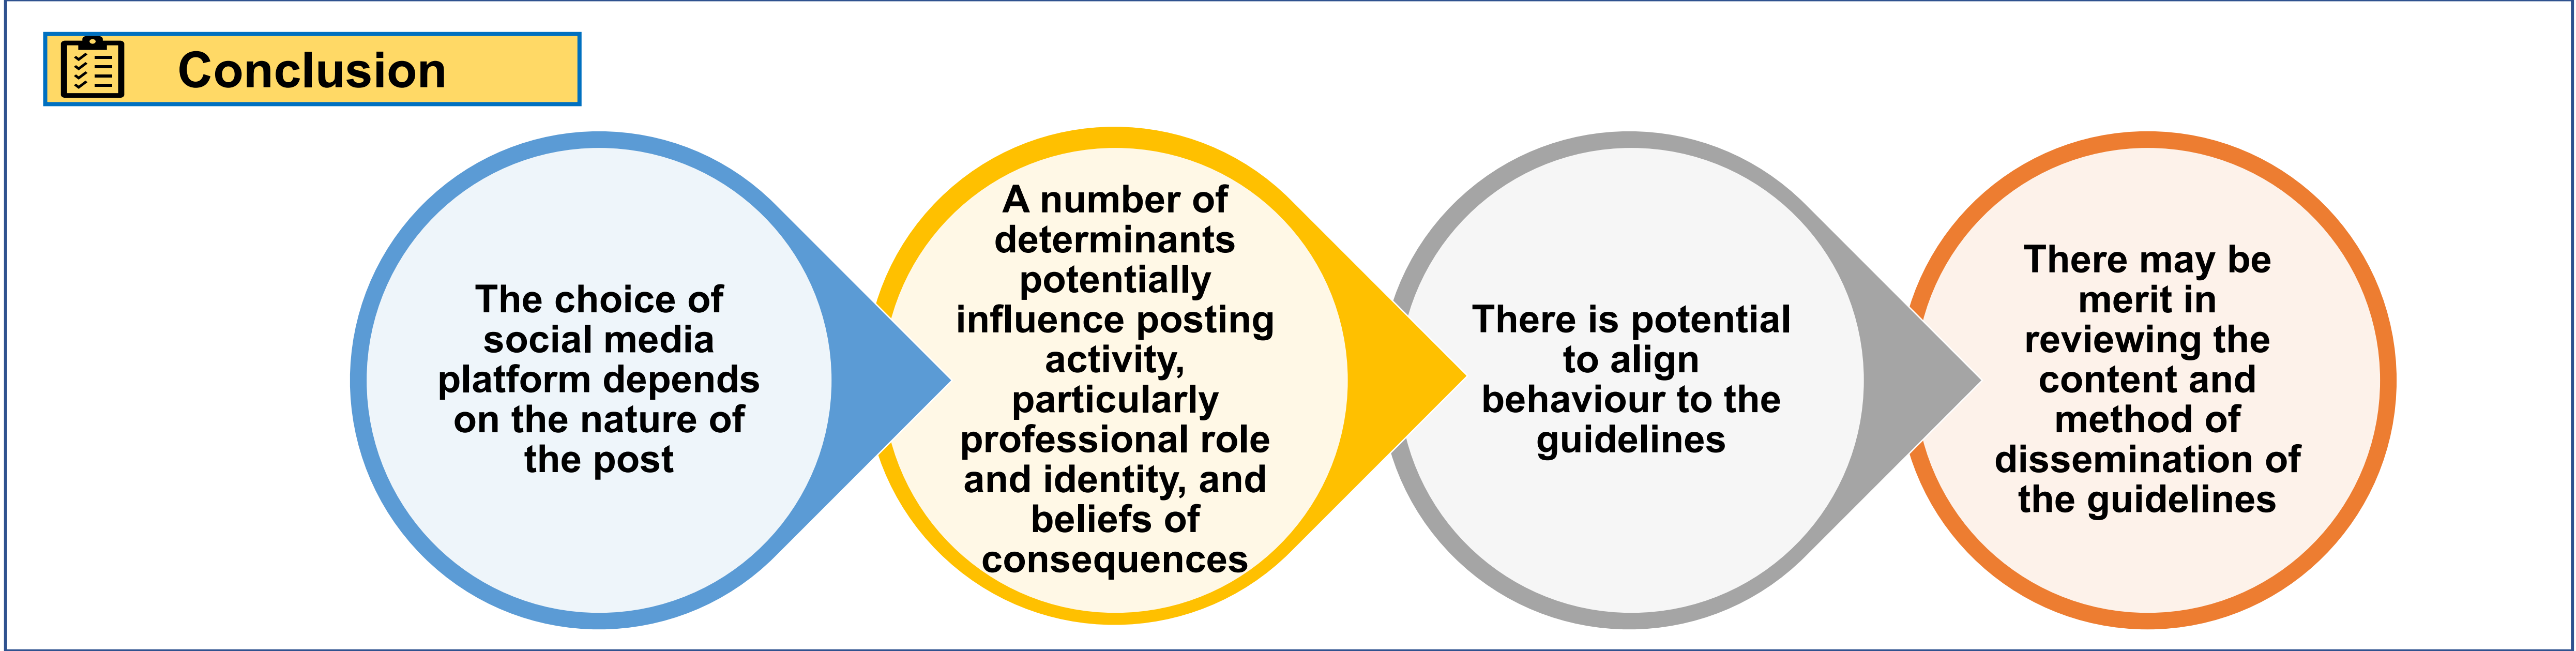 Conclusion
The choice of
social media
platform depends
on the nature of
the post
A number of
determinants
potentially
influence posting
activity,
particularly
professional role
and identity, and
beliefs of
consequences
There is potential
to align
behaviour to the
guidelines
There may be
merit in
reviewing the
content and
method of
dissemination of
the guidelines